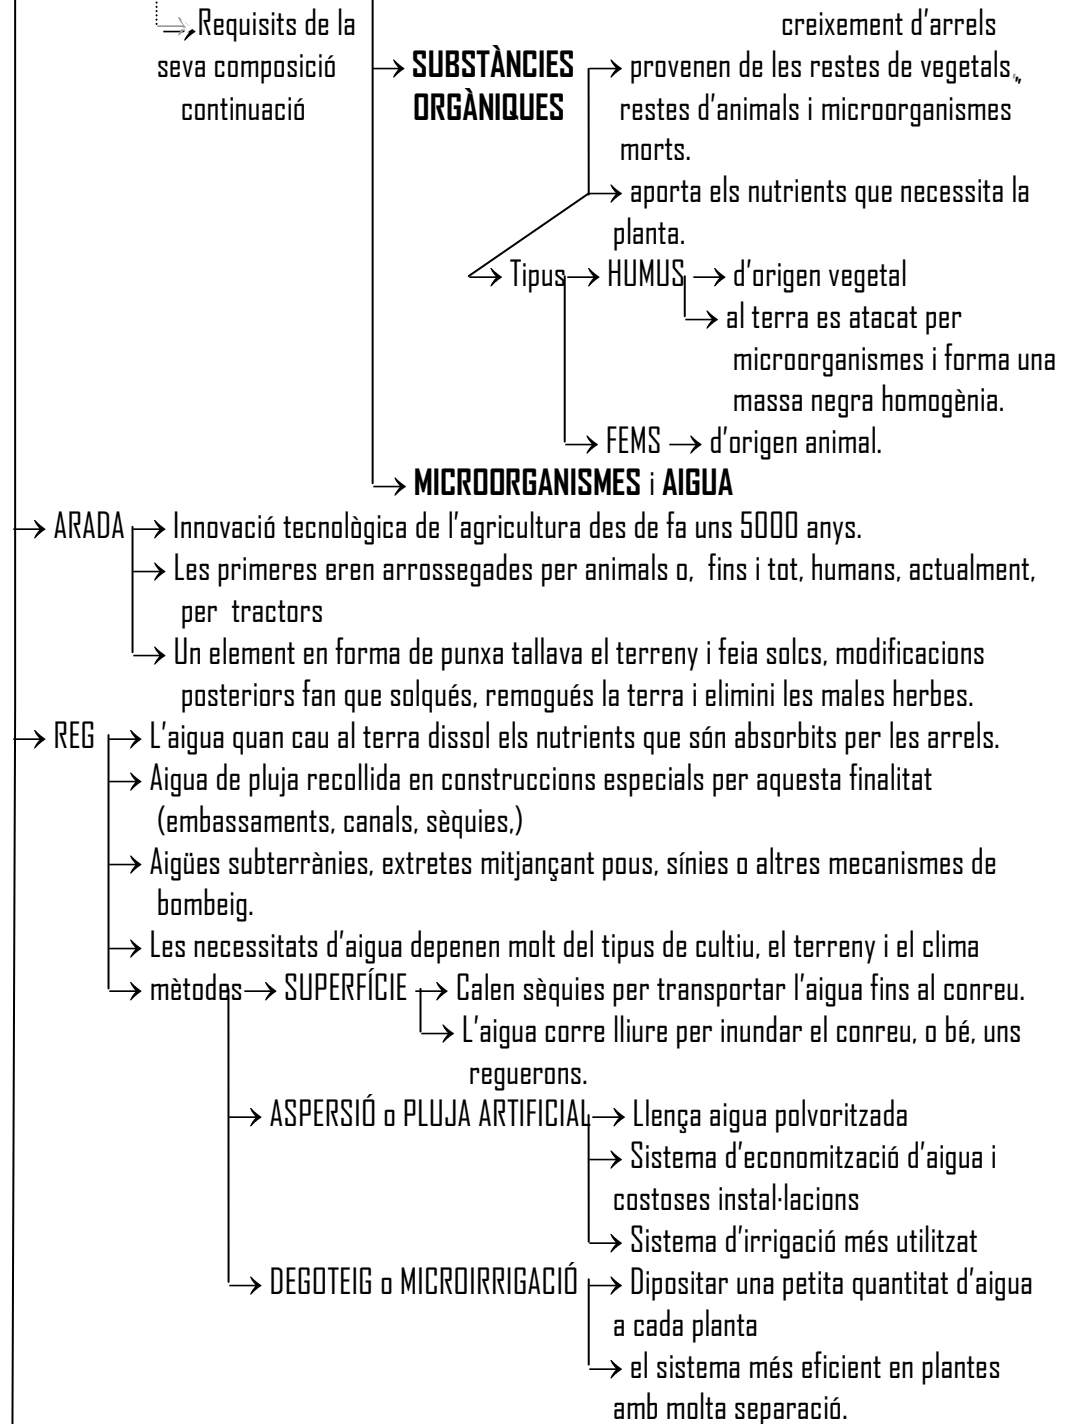 Requisits de la
seva composició
continuació
creixement d'arrels
SUBSTÀNCIES
ORGÀNIQUES
provenen de les restes de vegetals,
restes d'animals i microorganismes
morts.
aporta els nutrients que necessita la
planta.
Tipus HUMUS d'origen vegetal
al terra es atacat per
microorganismes i forma una
massa negra homogènia.
FEMS d'origen animal.
MICROORGANISMES i AIGUA
ARADA Innovació tecnològica de l'agricultura des de fa uns 5000 anys.
Les primeres eren arrossegades per animals o, fins i tot, humans, actualment,
per tractors
Un element en forma de punxa tallava el terreny i feia solcs, modificacions
posteriors fan que solqués, remogués la terra i elimini les males herbes.
REG L'aigua quan cau al terra dissol els nutrients que són absorbits per les arrels.
Aigua de pluja recollida en construccions especials per aquesta finalitat
(embassaments, canals, sèquies,)
Aigües subterrànies, extretes mitjançant pous, sínies o altres mecanismes de
bombeig.
Les necessitats d'aigua depenen molt del tipus de cultiu, el terreny i el clima
mètodes SUPERFÍCIE Calen sèquies per transportar l'aigua fins al conreu.
L'aigua corre lliure per inundar el conreu, o bé, uns
reguerons.
ASPERSIÓ o PLUJA ARTIFICIAL Llença aigua polvoritzada
Sistema d'economització d'aigua i
costoses instal·lacions
Sistema d'irrigació més utilitzat
DEGOTEIG o MICROIRRIGACIÓ Dipositar una petita quantitat d'aigua
a cada planta
el sistema més eficient en plantes
amb molta separació.